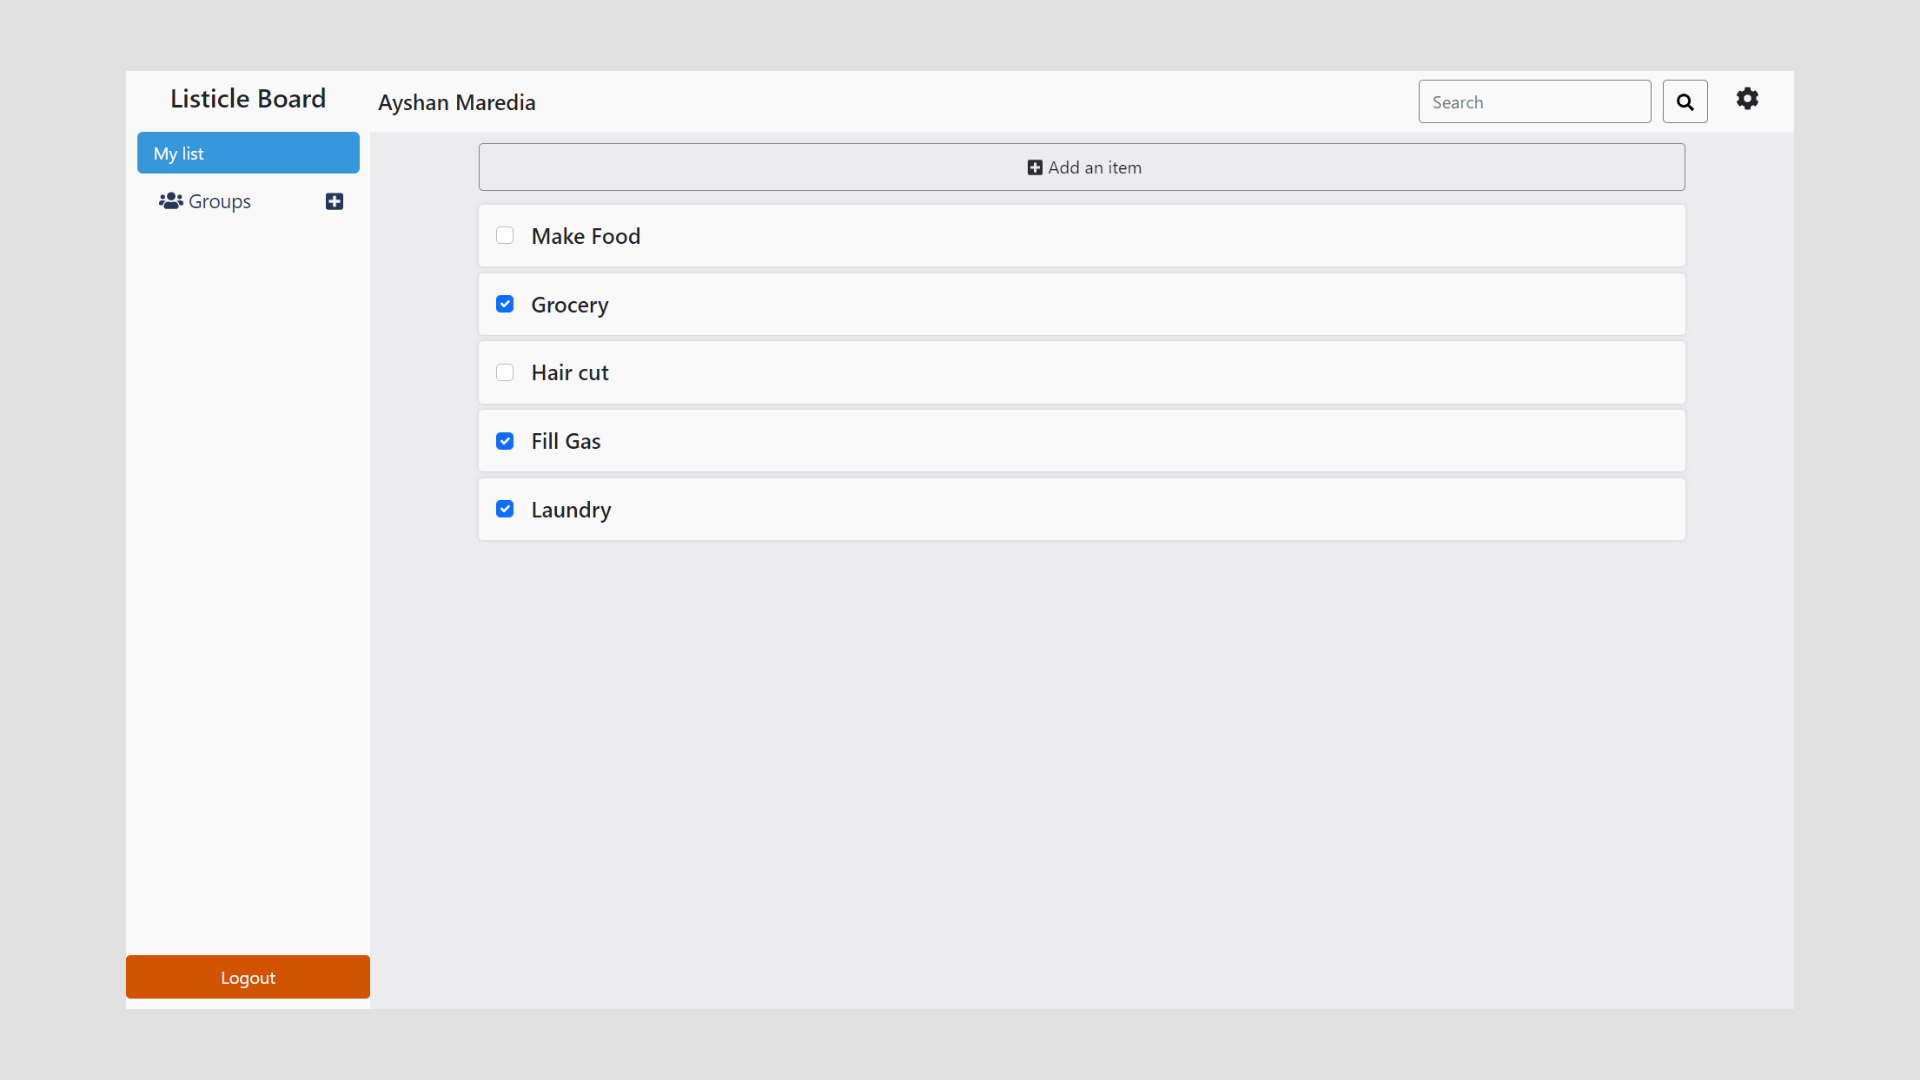 Listicle Board
Ayshan Maredia
Search
My list
Groups
Add an item
Make Food
Grocery
Hair cut
Fill Gas
Laundry
Logout